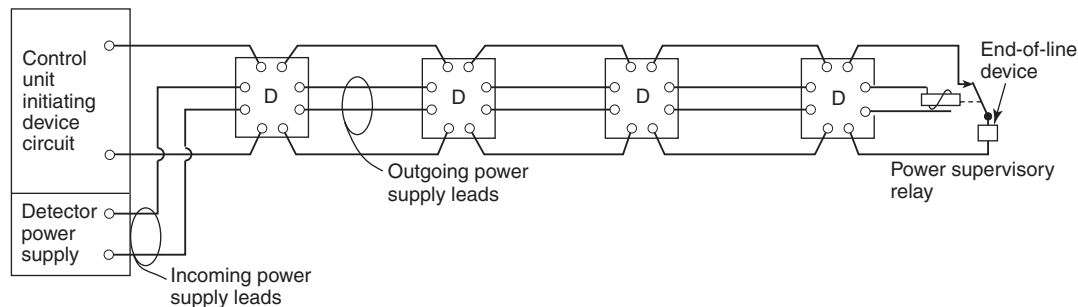 Control
unit
initiating
device
circuit
Detector
power
supply
D
D
D
D
Incoming power
supply leads
Outgoing power
supply leads
End-of-line
device
Power supervisory
relay